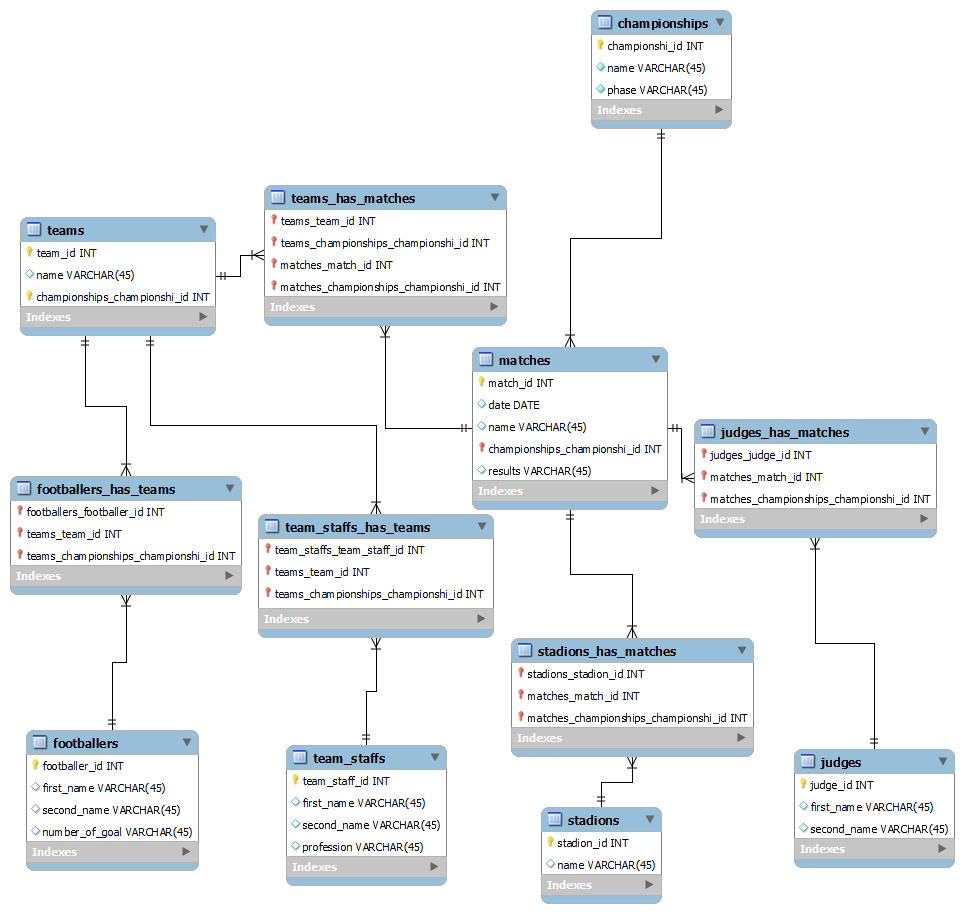 championships
championshi_id INT
name VARCHAR(45)
phase VARCHAR(45)
Indexes
teams_has_matches
teams_team_id INT
teams_championships_championshi_id INT
matches_match_id INT
matches_championships_championshi_id INT
Indexes
teams
team_id INT
name VARCHAR(45)
championships_championshi_id INT
Indexes
matches
match_id INT
date DATE
name VARCHAR(45)
championships_championshi_id INT
results VARCHAR(45)
Indexes
judges_has_matches
judges_judge_id INT
matches_match_id INT
matches_championships_championshi_id INT
Indexes
footballers_has_teams
footballers_footballer_id INT
teams_team_id INT
teams_championships_championshi_id INT
Indexes
team_staffs_has_teams
team_staffs_team_staff_id INT
teams_team_id INT
teams_championships_championshi_id INT
Indexes
stadions_has_matches
stadions_stadion_id INT
matches_match_id INT
matches_championships_championshi_id INT
Indexes
footballers
footballer_id INT
first_name VARCHAR(45)
second_name VARCHAR(45)
number_of_goal VARCHAR(45)
Indexes
team_staffs
team_staff_id INT
first_name VARCHAR(45)
second_name VARCHAR(45)
profession VARCHAR(45)
Indexes
stadions
stadion_id INT
name VARCHAR(45)
Indexes
judges
judge_id INT
first_name VARCHAR(45)
second_name VARCHAR(45)
Indexes